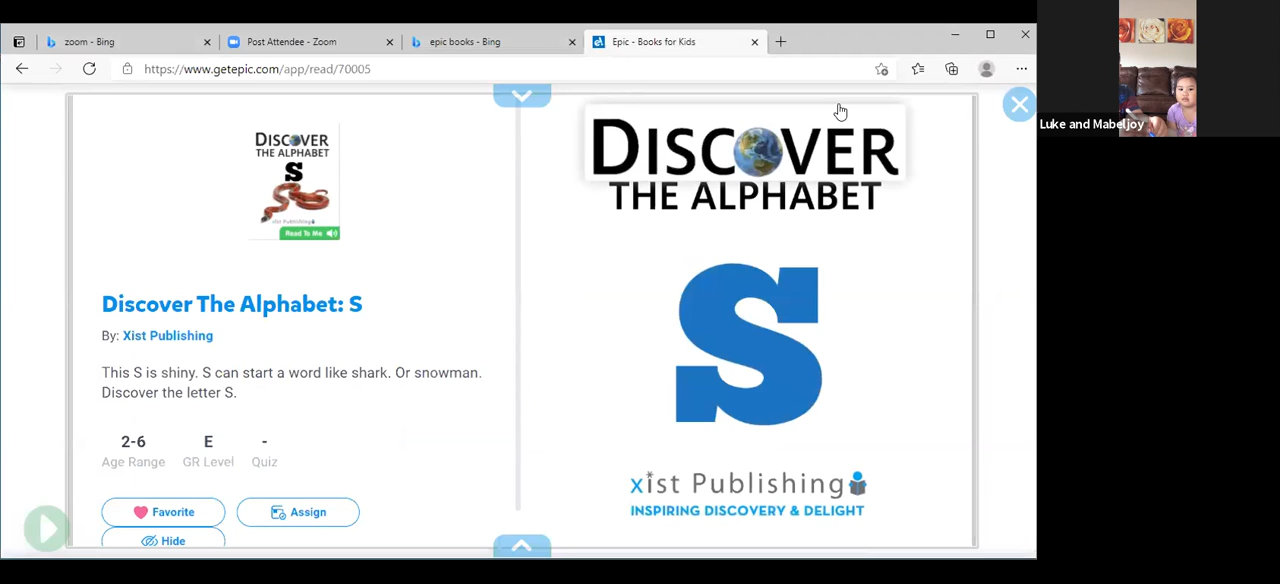 zoom - Bing
Post Attendee - Zoom
epic books - Bing
Epic - Books for Kids
https://www.getepic.com/app/read/70005
Luke and Mabeljoy
DISCOVER
THE ALPHABET
S
xist Publishing
Read To Me
Discover The Alphabet: S
By: Xist Publishing
This S is shiny. S can start a word like shark. Or snowman.
Discover the letter S.
2-6 E -
Age Range GR Level Quiz
Favorite Assign
Hide
DISCOVER
THE ALPHABET
S
xist Publishing
INSPIRING DISCOVERY & DELIGHT